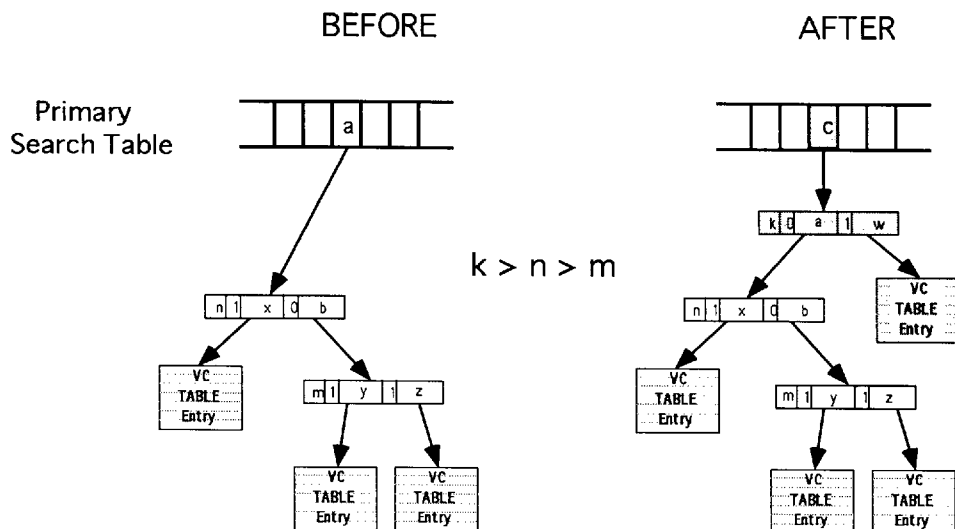 BEFORE
AFTER
Primary
Search Table
a
c
k 0 a 1 w
k > n > m
n 1 x 0 b
n 1 x 0 b
VC
TABLE
Entry
VC
TABLE
Entry
m 1 y 1 z
VC
TABLE
Entry
m 1 y 1 z
VC
TABLE
Entry
VC
TABLE
Entry
VC
TABLE
Entry
VC
TABLE
Entry